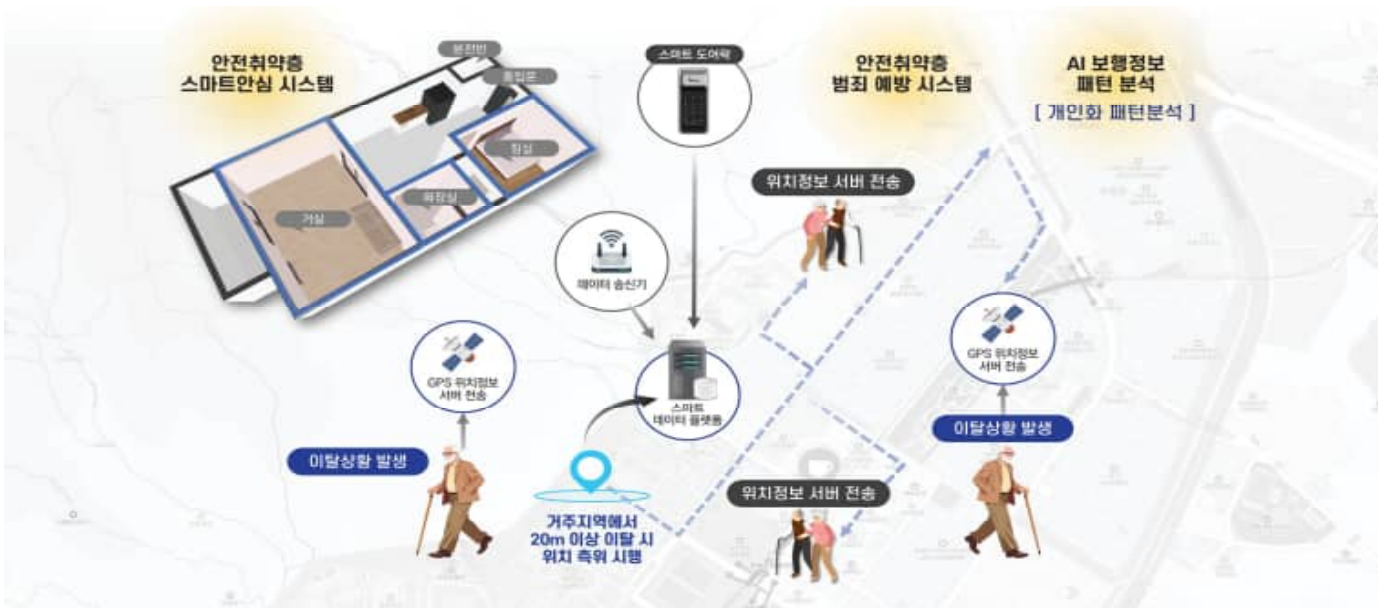 안전취약층
스마트안심 시스템
분전반
출입문
침실
화장실
거실
스마트 도어락
안전취약층
범죄 예방 시스템
AI 보행정보
패턴 분석
[ 개인화 패턴분석 ]
위치정보 서버 전송
데이터 송신기
GPS 위치정보
서버 전송
스마트
데이터 플랫폼
GPS 위치정보
서버 전송
이탈상황 발생
이탈상황 발생
위치정보 서버 전송
거주지역에서
20m 이상 이탈 시
위치 측위 시행